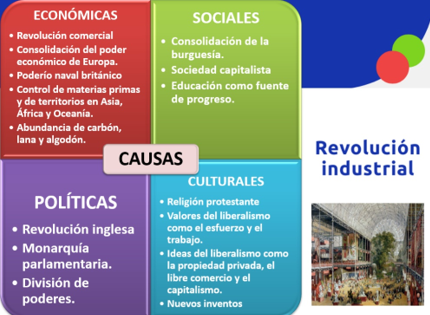 ECONÓMICAS
• Revolución comercial
• Consolidación del poder
económico de Europa.
• Poderío naval británico
• Control de materias primas
y de territorios en Asia,
África y Oceanía.
• Abundancia de carbón,
lana y algodón.
SOCIALES
• Consolidación de la
burguesía.
• Sociedad capitalista
• Educación como fuente
de progreso.
CAUSAS
POLÍTICAS
• Revolución inglesa
• Monarquía
parlamentaria.
• División de
poderes.
CULTURALES
• Religión protestante
• Valores del liberalismo
como el esfuerzo y el
trabajo.
• Ideas del liberalismo como
la propiedad privada, el
libre comercio y el
capitalismo.
• Nuevos inventos
Revolución
industrial